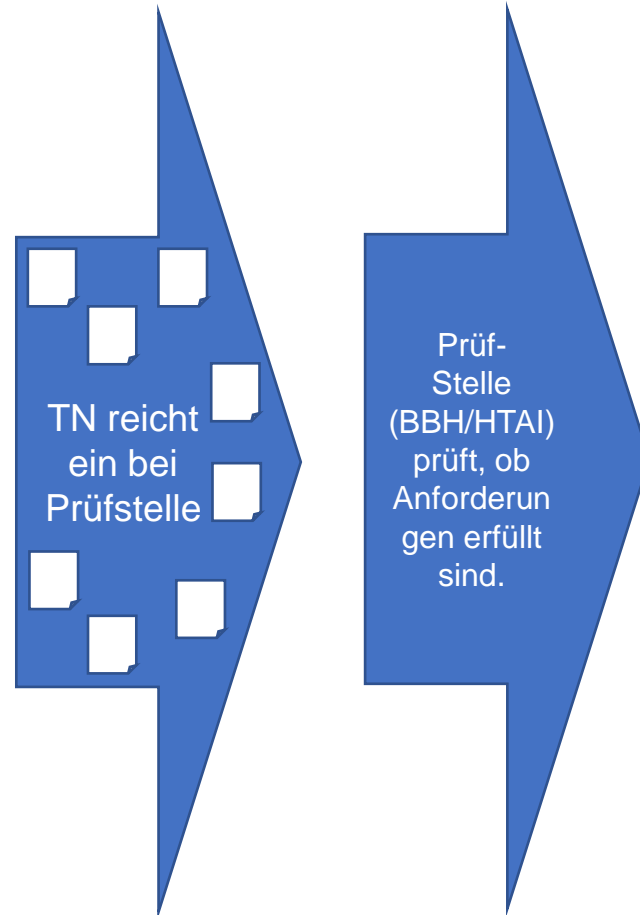 TN reicht
ein bei
Prüfstelle
Prüf-
Stelle
(BBH/HTAI)
prüft, ob
Anforderun
gen erfüllt
sind.